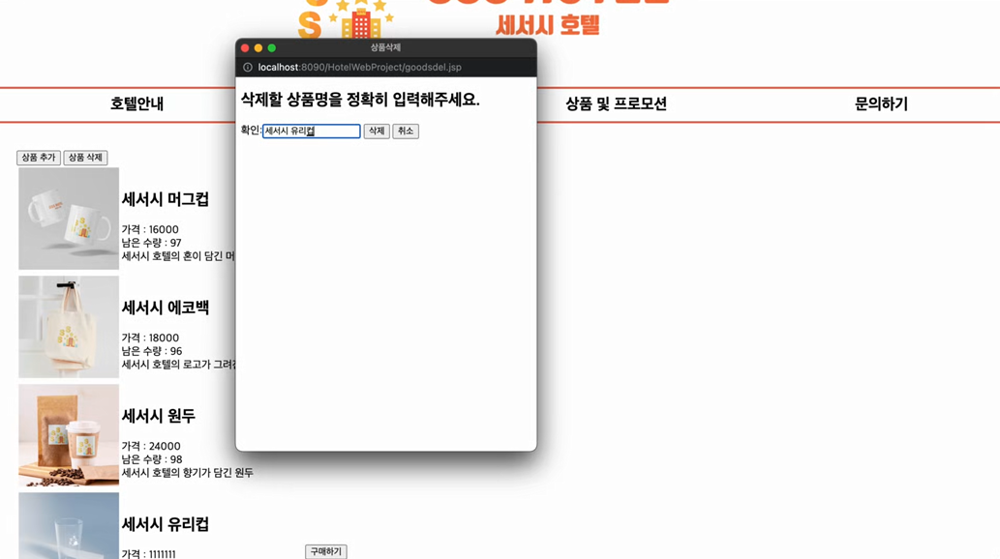 세서시 호텔
상품삭제
localhost:8090/HotelWebProject/goodsdel.jsp
삭제할 상품명을 정확히 입력해주세요.
확인:세서시 유리컵 삭제 취소
호텔안내 상품 및 프로모션 문의하기
상품 추가 상품 삭제
세서시 머그컵
가격 : 16000
남은 수량 : 97
세서시 호텔의 혼이 담긴 머
세서시 에코백
가격 : 18000
남은 수량 : 96
세서시 호텔의 로고가
세서시 원두
가격 : 24000
남은 수량 : 98
세서시 호텔의 향기가 담긴 원두
세서시 유리컵
가격 : 1111111
구매하기